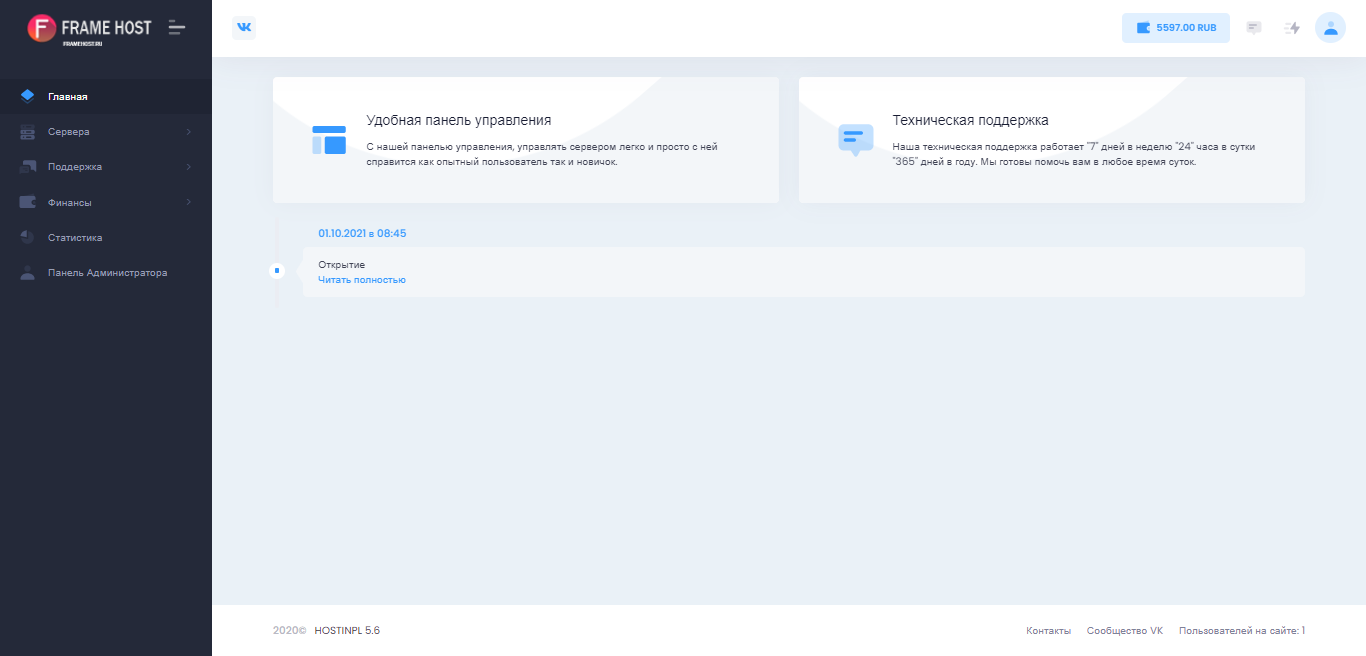 FRAME HOST
FRAMEHOST.RU
5597.00 RUB
Главная
Сервера
Поддержка
Финансы
Статистика
Панель Администратора
Удобная панель управления
С нашей панелью управления, управлять сервером легко и просто с ней
справится как опытный пользователь так и новичок.
Техническая поддержка
Наша техническая поддержка работает "7" дней в неделю "24" часа в сутки
"365" дней в году. Мы готовы помочь вам в любое время суток.
01.10.2021 в 08:45
Открытие
Читать полностью
2020© HOSTINPL 5.6
Контакты Сообщество VK Пользователей на сайте: 1